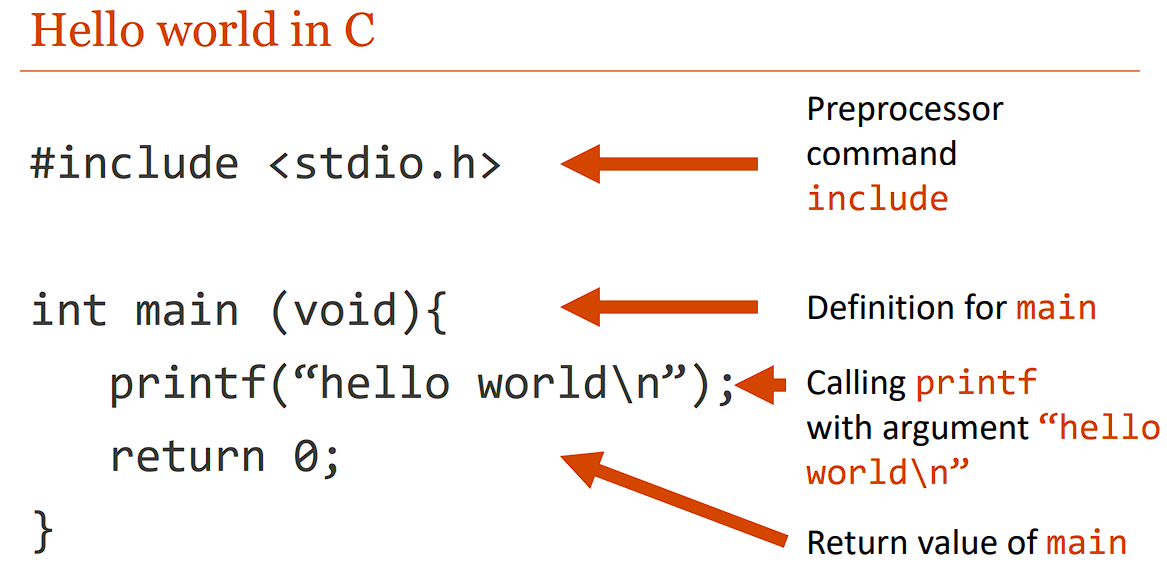 Hello world in C
#include <stdio.h>
Preprocessor
command
include
int main (void){
Definition for main
printf(“hello world\n”);
Calling printf
with argument “hello
world\n”
return 0;
}
Return value of main